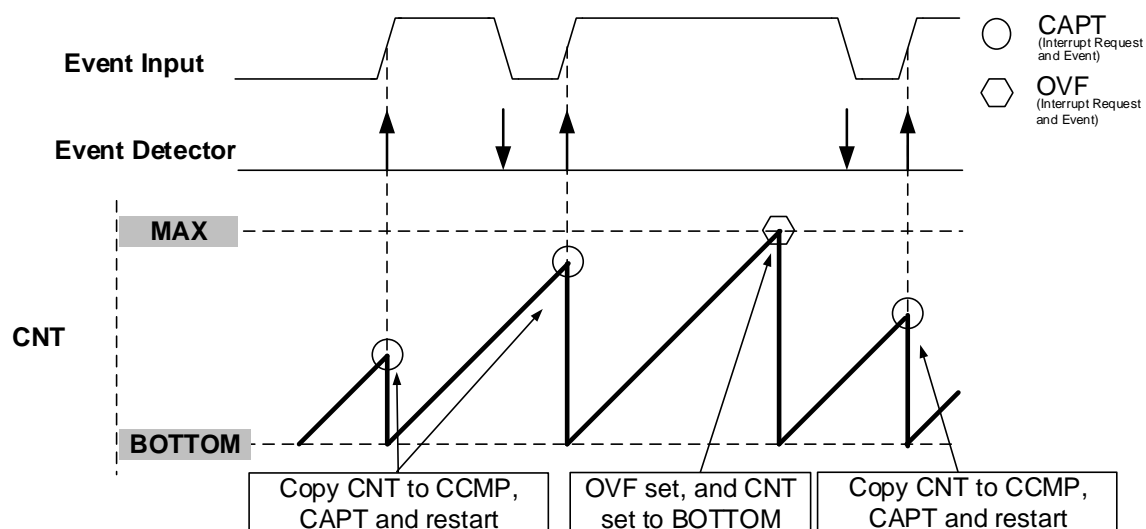 CAPT
(Interrupt Request
and Event)
Event Input
OVF
(Interrupt Request
and Event)
Event Detector
MAX
CNT
BOTTOM
Copy CNT to CCMP,
CAPT and restart
OVF set, and CNT
set to BOTTOM
Copy CNT to CCMP,
CAPT and restart